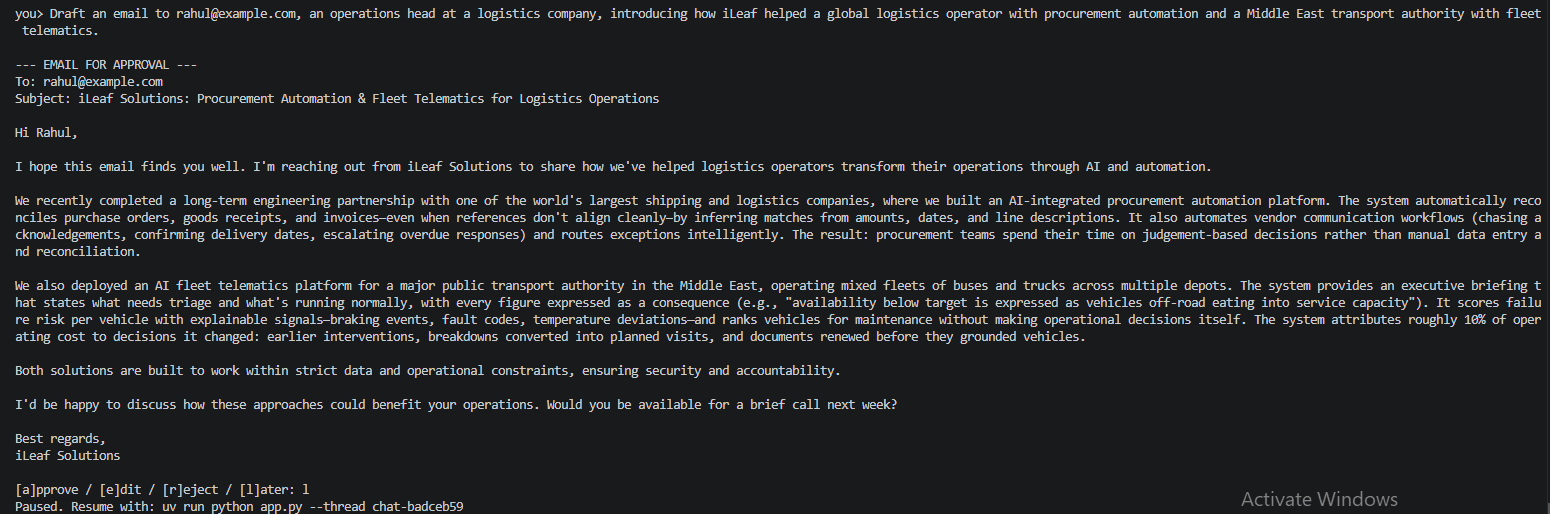 you> Draft an email to rahul@example.com, an operations head at a logistics company, introducing how iLeaf helped a global logistics operator with procurement automation and a Middle East transport authority with fleet
 telematics.
--- EMAIL FOR APPROVAL ---
To: rahul@example.com
Subject: iLeaf Solutions: Procurement Automation & Fleet Telematics for Logistics Operations
Hi Rahul,
I hope this email finds you well. I'm reaching out from iLeaf Solutions to share how we've helped logistics operators transform their operations through AI and automation.
We recently completed a long-term engineering partnership with one of the world's largest shipping and logistics companies, where we built an AI-integrated procurement automation platform. The system automatically reco
nciles purchase orders, goods receipts, and invoices—even when references don't align cleanly—by inferring matches from amounts, dates, and line descriptions. It also automates vendor communication workflows (chasing a
cknowledgements, confirming delivery dates, escalating overdue responses) and routes exceptions intelligently. The result: procurement teams spend their time on judgement-based decisions rather than manual data entry a
nd reconciliation.
We also deployed an AI fleet telematics platform for a major public transport authority in the Middle East, operating mixed fleets of buses and trucks across multiple depots. The system provides an executive briefing t
hat states what needs triage and what's running normally, with every figure expressed as a consequence (e.g., "availability below target is expressed as vehicles off-road eating into service capacity"). It scores failu
re risk per vehicle with explainable signals—braking events, fault codes, temperature deviations—and ranks vehicles for maintenance without making operational decisions itself. The system attributes roughly 10% of oper
ating cost to decisions it changed: earlier interventions, breakdowns converted into planned visits, and documents renewed before they grounded vehicles.
Both solutions are built to work within strict data and operational constraints, ensuring security and accountability.
I'd be happy to discuss how these approaches could benefit your operations. Would you be available for a brief call next week?
Best regards,
iLeaf Solutions
[a]pprove / [e]dit / [r]eject / [l]ater: l
Paused. Resume with: uv run python app.py --thread chat-badceb59
Activate Windows